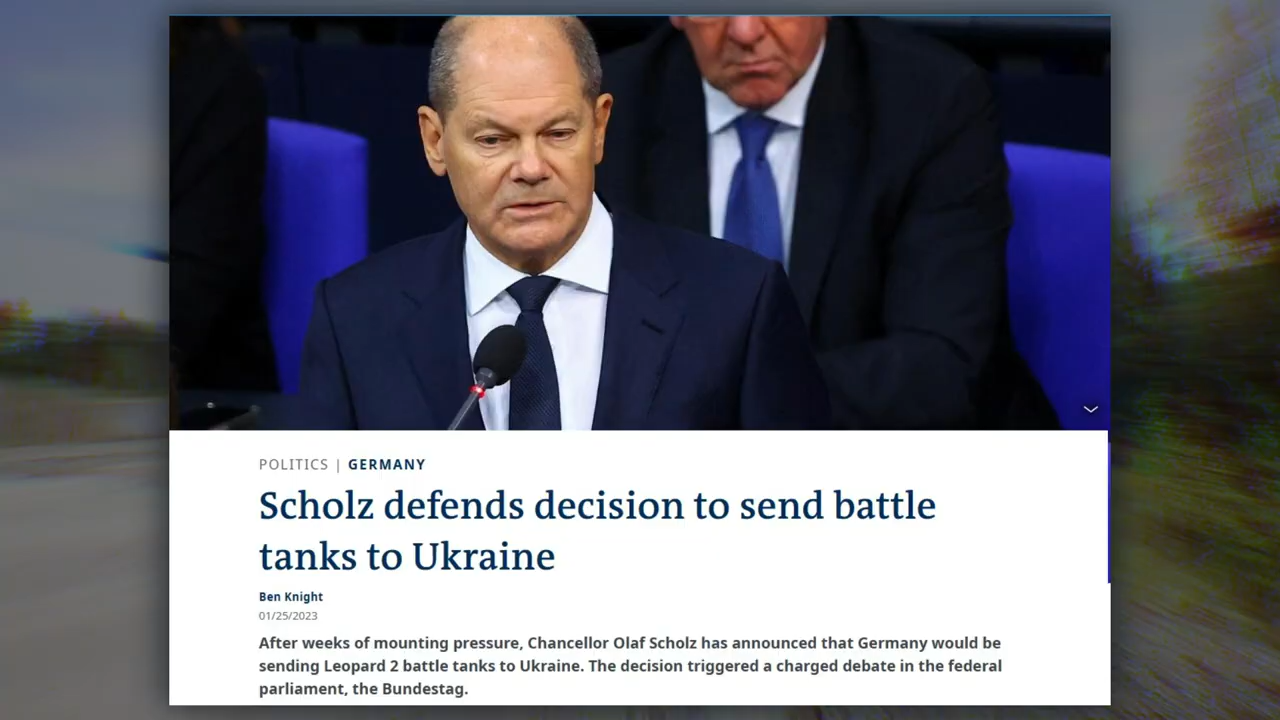 POLITICS | GERMANY
Scholz defends decision to send battle
tanks to Ukraine
Ben Knight
01/25/2023
After weeks of mounting pressure, Chancellor Olaf Scholz has announced that Germany would be
sending Leopard 2 battle tanks to Ukraine. The decision triggered a charged debate in the federal
parliament, the Bundestag.